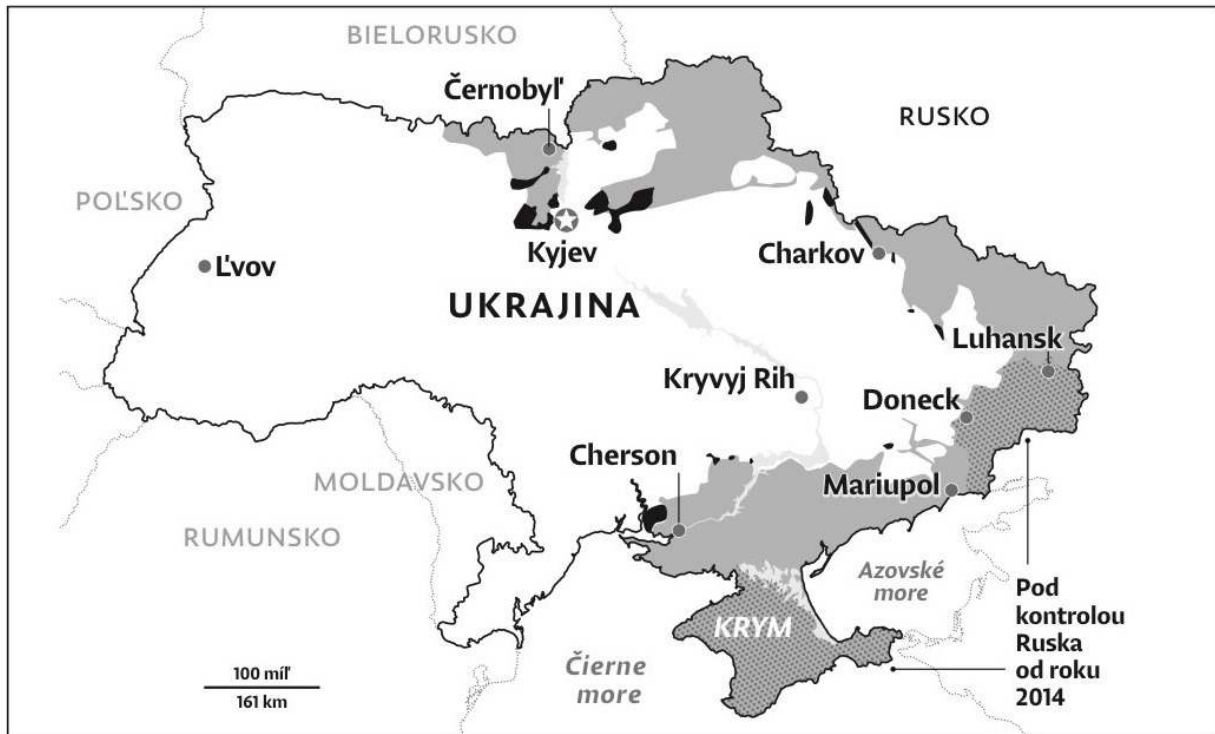 BIELORUSKO
Černobyľ
RUSKO
POĽSKO
Ľvov
Kyjev
Charkov
UKRAJINA
Luhansk
Kryvyj Rih
Doneck
Cherson
Mariupol
MOLDAVSKO
RUMUNSKO
Azovské
more
Pod
kontrolou
Ruska
od roku
2014
KRYM
Čierne
more
100 míľ
161 km